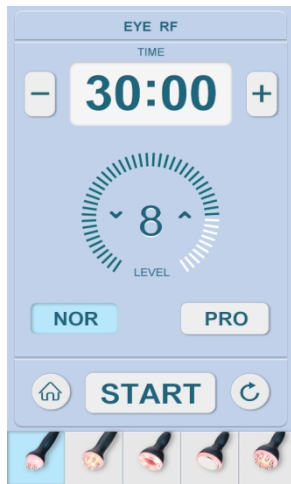 EYE RF
TIME
− 30:00 +
8
LEVEL
NOR PRO
START